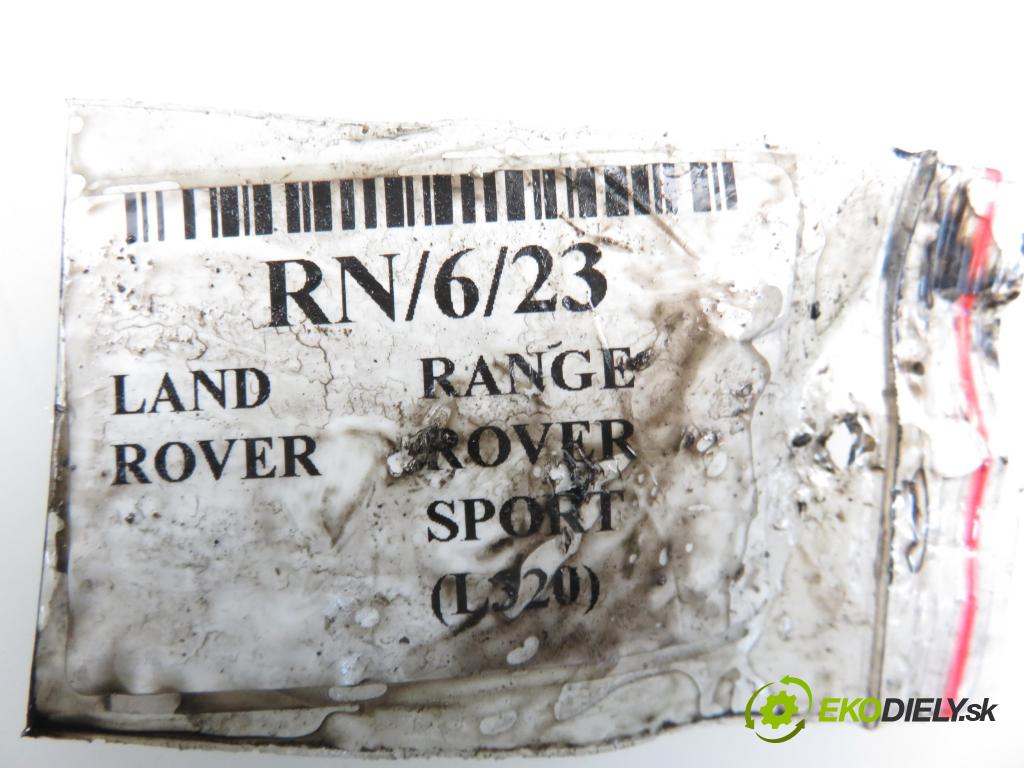 RN/6/23
LAND RANGE
ROVER ROVER
SPORT
(L320)
EKODIELY.sk